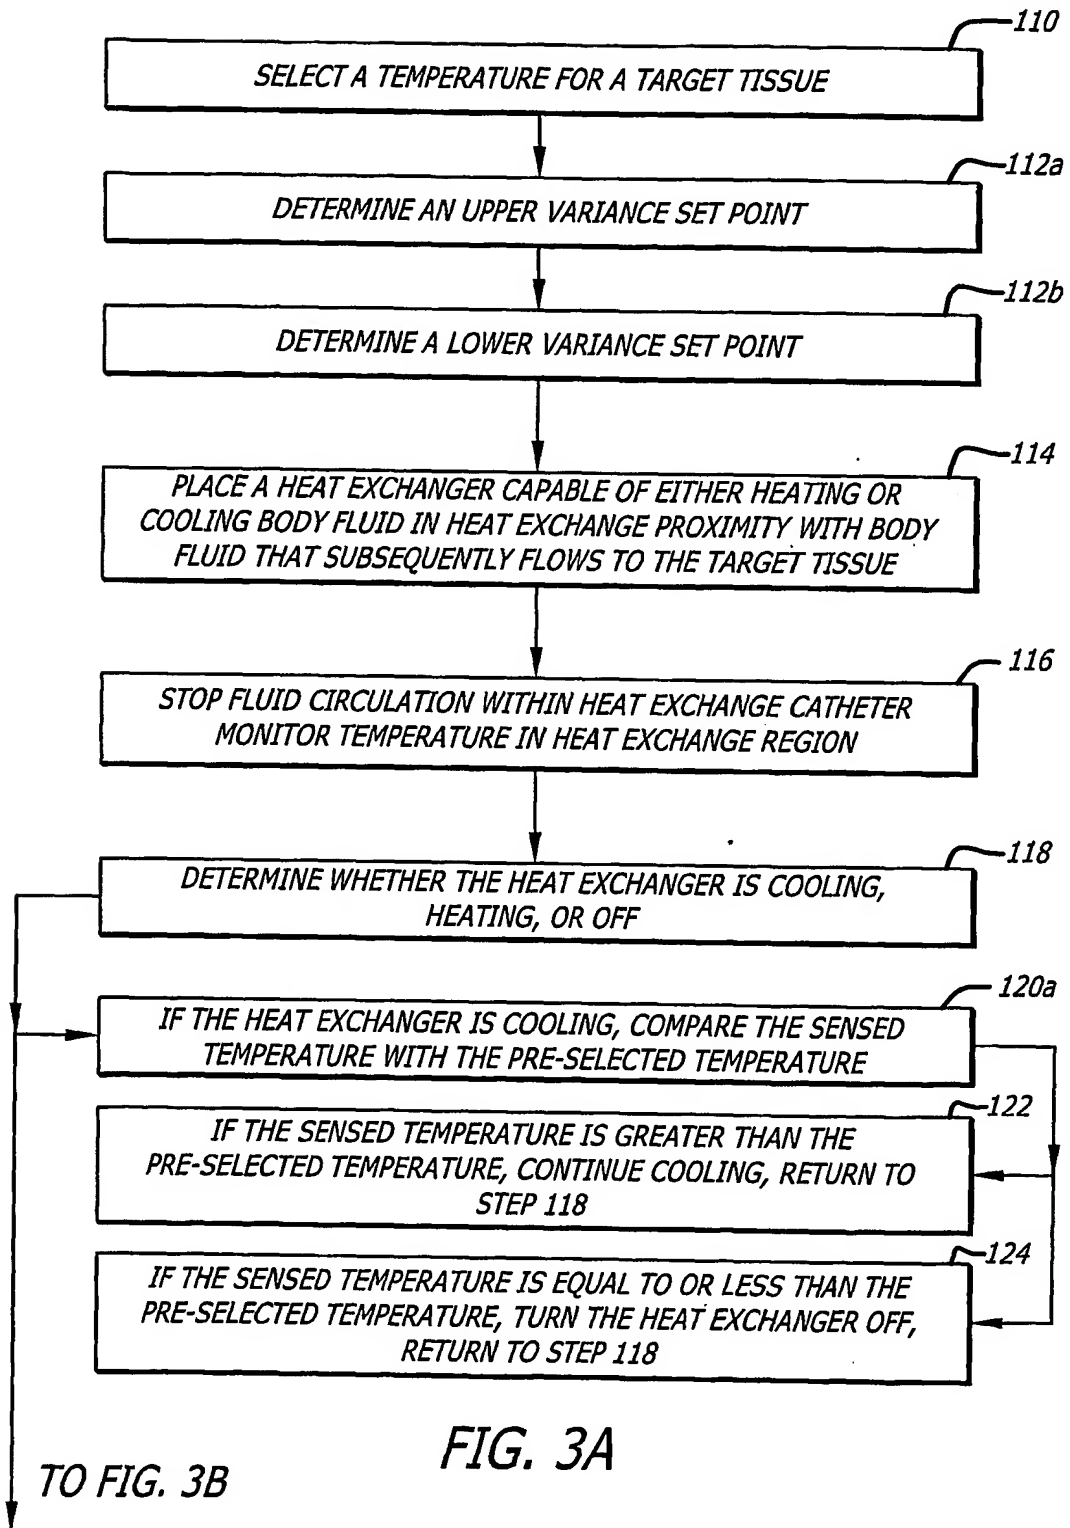 110
SELECT A TEMPERATURE FOR A TARGET TISSUE
112a
DETERMINE AN UPPER VARIANCE SET POINT
112b
DETERMINE A LOWER VARIANCE SET POINT
114
PLACE A HEAT EXCHANGER CAPABLE OF EITHER HEATING OR
COOLING BODY FLUID IN HEAT EXCHANGE PROXIMITY WITH BODY
FLUID THAT SUBSEQUENTLY FLOWS TO THE TARGET TISSUE
116
STOP FLUID CIRCULATION WITHIN HEAT EXCHANGE CATHETER
MONITOR TEMPERATURE IN HEAT EXCHANGE REGION
118
DETERMINE WHETHER THE HEAT EXCHANGER IS COOLING,
HEATING, OR OFF
120a
IF THE HEAT EXCHANGER IS COOLING, COMPARE THE SENSED
TEMPERATURE WITH THE PRE-SELECTED TEMPERATURE
122
IF THE SENSED TEMPERATURE IS GREATER THAN THE
PRE-SELECTED TEMPERATURE, CONTINUE COOLING, RETURN TO
STEP 118
124
IF THE SENSED TEMPERATURE IS EQUAL TO OR LESS THAN THE
PRE-SELECTED TEMPERATURE, TURN THE HEAT EXCHANGER OFF,
RETURN TO STEP 118
FIG. 3A
TO FIG. 3B